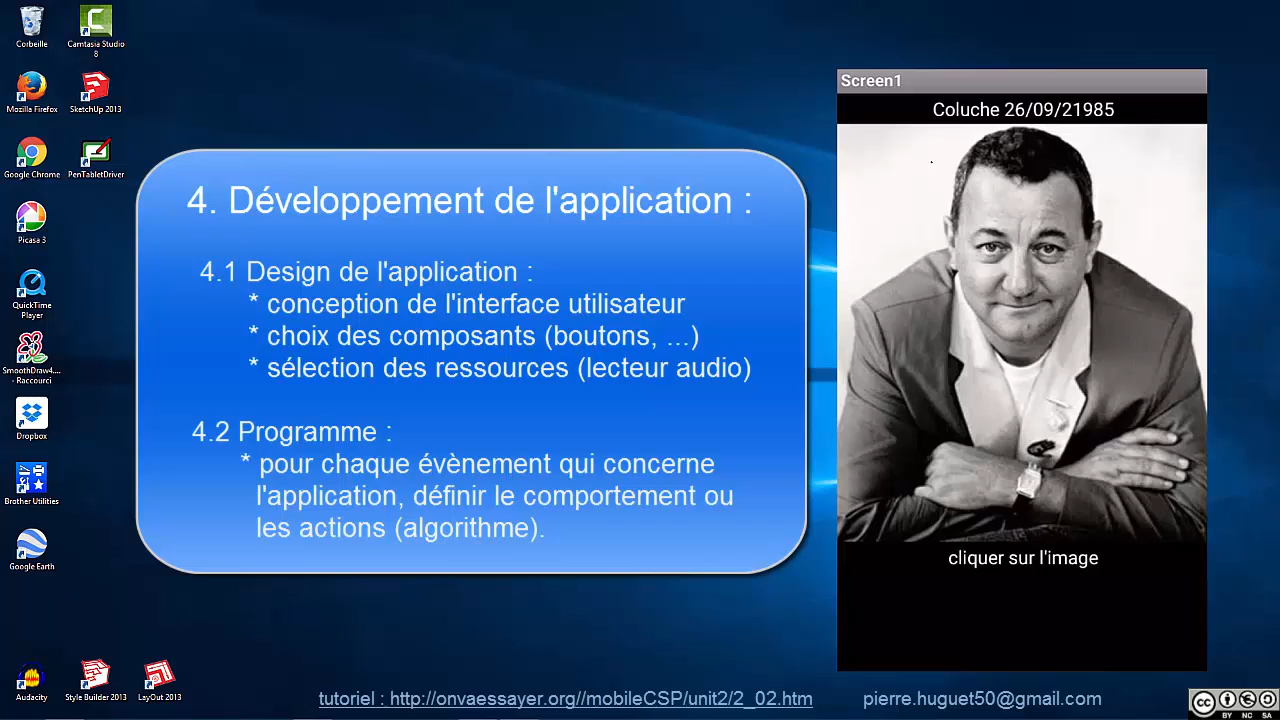 Corbeille
Camtasia Studio
8
Mozilla Firefox
SketchUp 2013
Google Chrome
PenTabletDriver
Picasa 3
QuickTime
Player
SmoothDraw4....
- Raccourci
Dropbox
Brother Utilities
Google Earth
Audacity
Style Builder 2013
LayOut 2013
4. Développement de l'application :
4.1 Design de l'application :
* conception de l'interface utilisateur
* choix des composants (boutons, ...)
* sélection des ressources (lecteur audio)
4.2 Programme :
* pour chaque évènement qui concerne
l'application, définir le comportement ou
les actions (algorithme).
Screen1
Coluche 26/09/21985
cliquer sur l'image
tutoriel : http://onvaessayer.org//mobileCSP/unit2/2_02.htm
pierre.huguet50@gmail.com
cc
BY NC SA